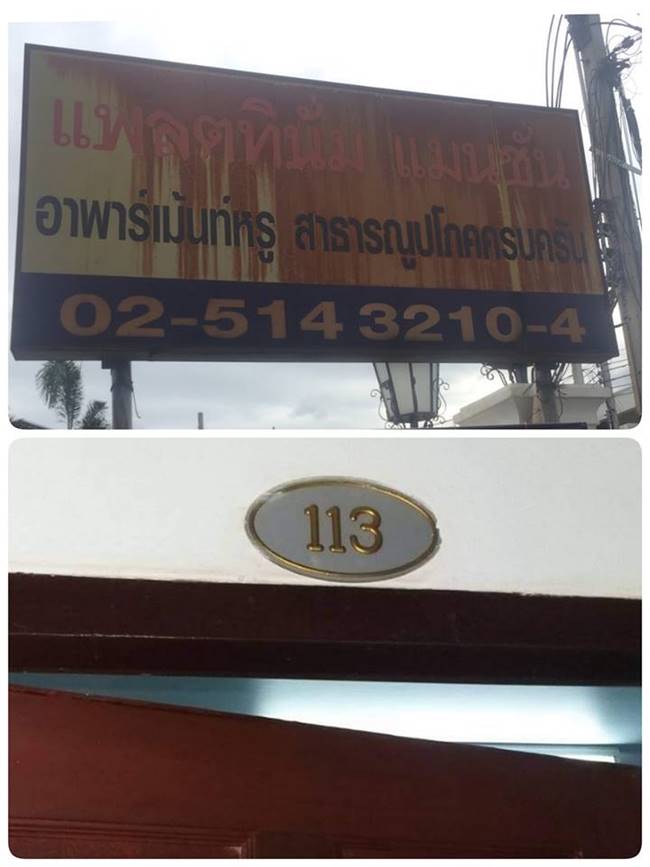 แพลตทินั่ม แมนชั่น
อาพาร์เม้นท์หรู สาธารณูปโภคครบครัน
02-514 3210-4
113